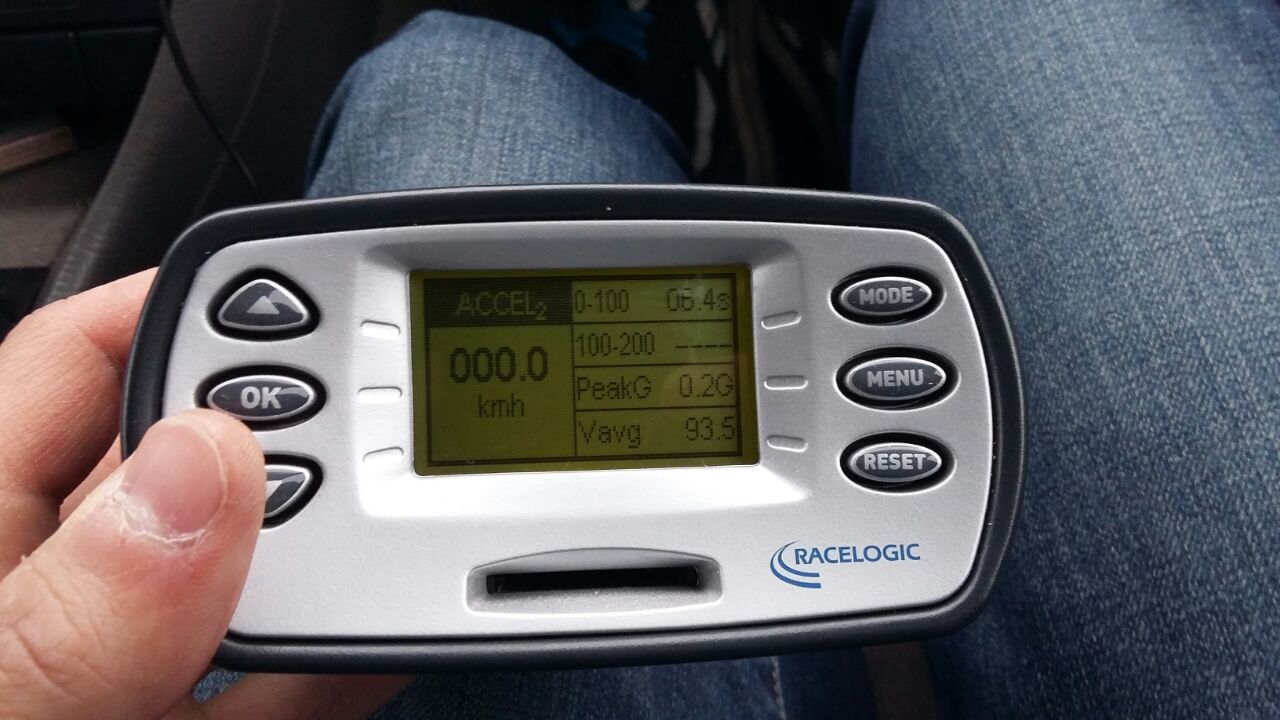 ACCEL2
000.0
kmh
0-100 06.4s
100-200 ----
PeakG 0.2G
Vavg 93.5
OK
MODE
MENU
RESET
RACELOGIC